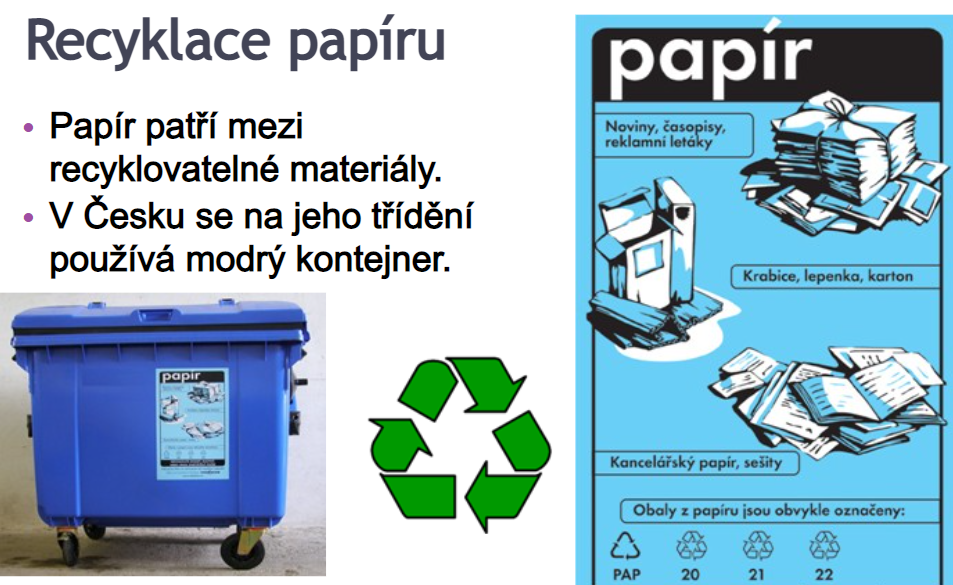 Recyklace papíru
• Papír patří mezi
recyklovatelné materiály.
• V Česku se na jeho třídění
používá modrý kontejner.
papír
papír
Noviny, časopisy,
reklamní letáky
Krabice, lepenka, karton
Kancelářský papír, sešity
Obaly z papíru jsou obvykle označeny:
PAP 20 21 22